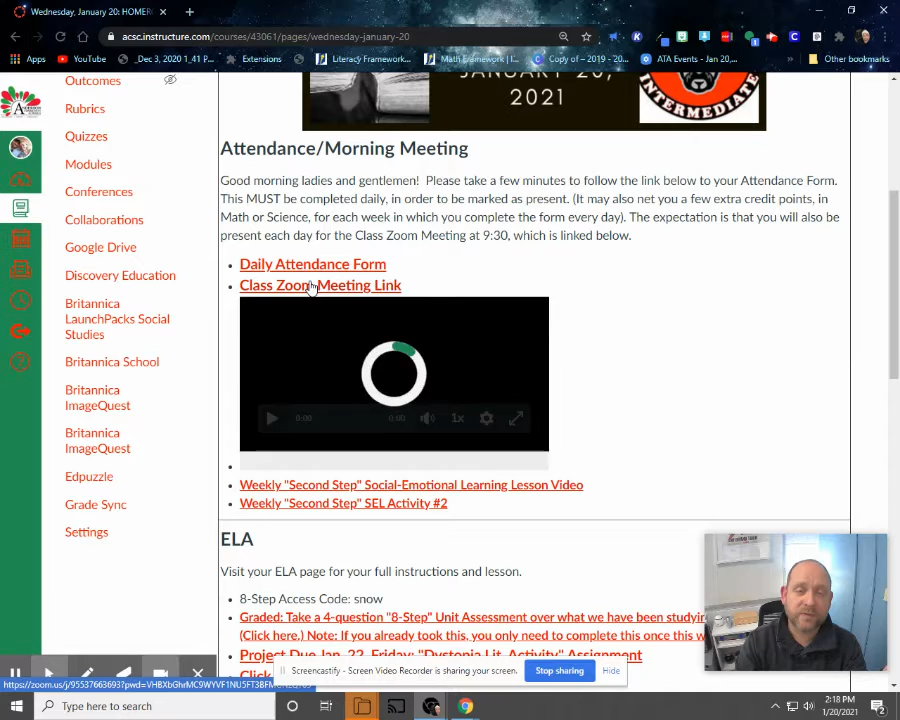 Wednesday, January 20: HOMER
acsc.instructure.com/courses/43061/pages/wednesday-january-20
Apps
YouTube
_Dec 3, 2020 1_41 P...
Extensions
Literacy Framework...
Math Framework | I...
Copy of – 2019 - 20...
ATA Events - Jan 20,...
Other bookmarks
JANUARY 20,
2021
INTERMEDIATE
Outcomes
Rubrics
Quizzes
Modules
Conferences
Collaborations
Google Drive
Discovery Education
Britannica
LaunchPacks Social
Studies
Britannica School
Britannica
ImageQuest
Britannica
ImageQuest
Edpuzzle
Grade Sync
Settings
Attendance/Morning Meeting
Good morning ladies and gentlemen! Please take a few minutes to follow the link below to your Attendance Form.
This MUST be completed daily, in order to be marked as present. (It may also net you a few extra credit points, in
Math or Science, for each week in which you complete the form every day). The expectation is that you will also be
present each day for the Class Zoom Meeting at 9:30, which is linked below.
Daily Attendance Form
Class Zoom Meeting Link
0:00
0:00
1x
Weekly "Second Step" Social-Emotional Learning Lesson Video
Weekly "Second Step" SEL Activity #2
ELA
Visit your ELA page for your full instructions and lesson.
8-Step Access Code: snow
Graded: Take a 4-question "8-Step" Unit Assessment over what we have been studyin
(Click here.) Note: If you already took this, you only need to complete this once this w
Project Due Jan. 22, Friday: "Dystopia Lit. Activity" Assignment
Click
Screencastify - Screen Video Recorder is sharing your screen.
Stop sharing
Hide
Type here to search
2:18 PM
1/20/2021
2